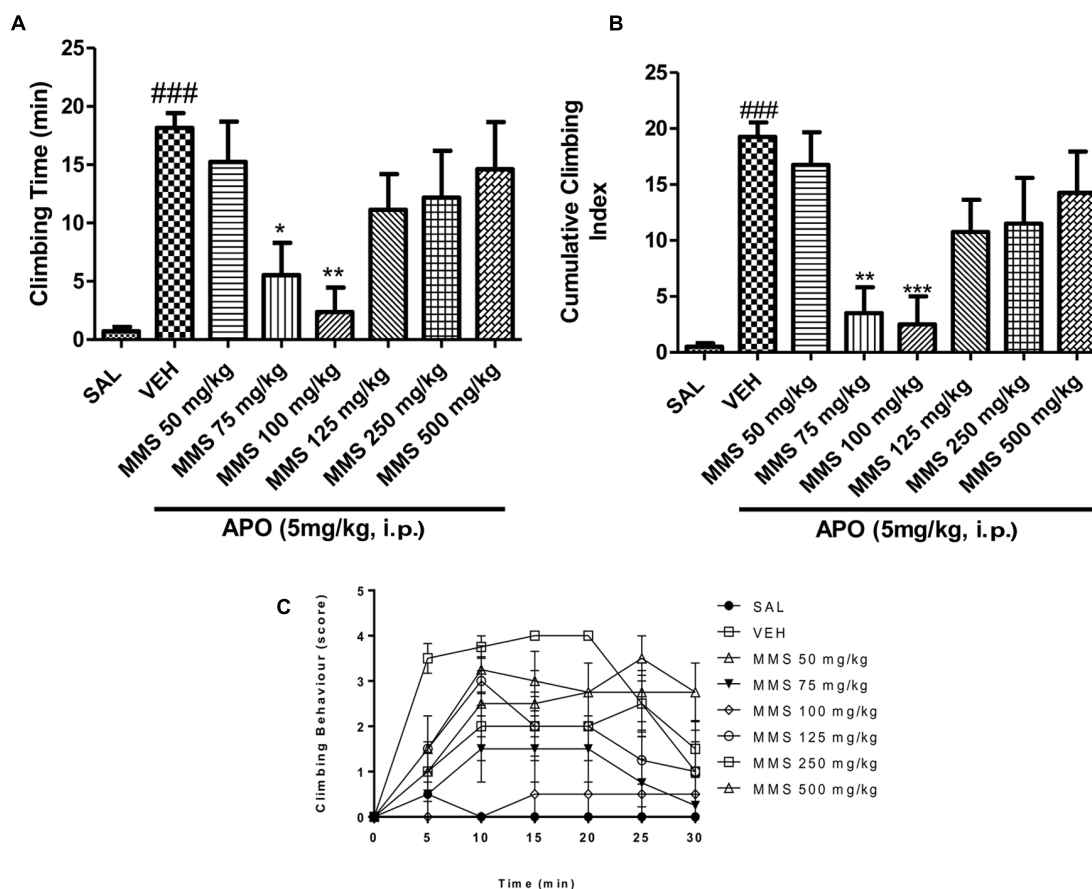 A
Climbing Time (min)
25
20
15
10
5
0
###
*
**
SAL
VEH
MMS 50 mg/kg
MMS 75 mg/kg
MMS 100 mg/kg
MMS 125 mg/kg
MMS 250 mg/kg
MMS 500 mg/kg
APO (5mg/kg, i.p.)
B
Cumulative Climbing
Index
25
20
15
10
5
0
###
**
***
SAL
VEH
MMS 50 mg/kg
MMS 75 mg/kg
MMS 100 mg/kg
MMS 125 mg/kg
MMS 250 mg/kg
MMS 500 mg/kg
APO (5mg/kg, i.p.)
C
Climbing Behaviour (score)
5
4
3
2
1
0
0 5 10 15 20 25 30
Time (min)
SAL
VEH
MMS 50 mg/kg
MMS 75 mg/kg
MMS 100 mg/kg
MMS 125 mg/kg
MMS 250 mg/kg
MMS 500 mg/kg